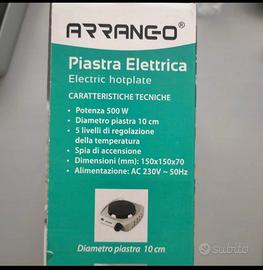 ARRANGO®
Piastra Elettrica
Electric hotplate
CARATTERISTICHE TECNICHE
• Potenza 500 W
• Diametro piastra 10 cm
• 5 livelli di regolazione
della temperatura
• Spia di accensione
• Dimensioni (mm): 150x150x70
• Alimentazione: AC 230V ~ 50Hz
Diametro piastra 10 cm
subito